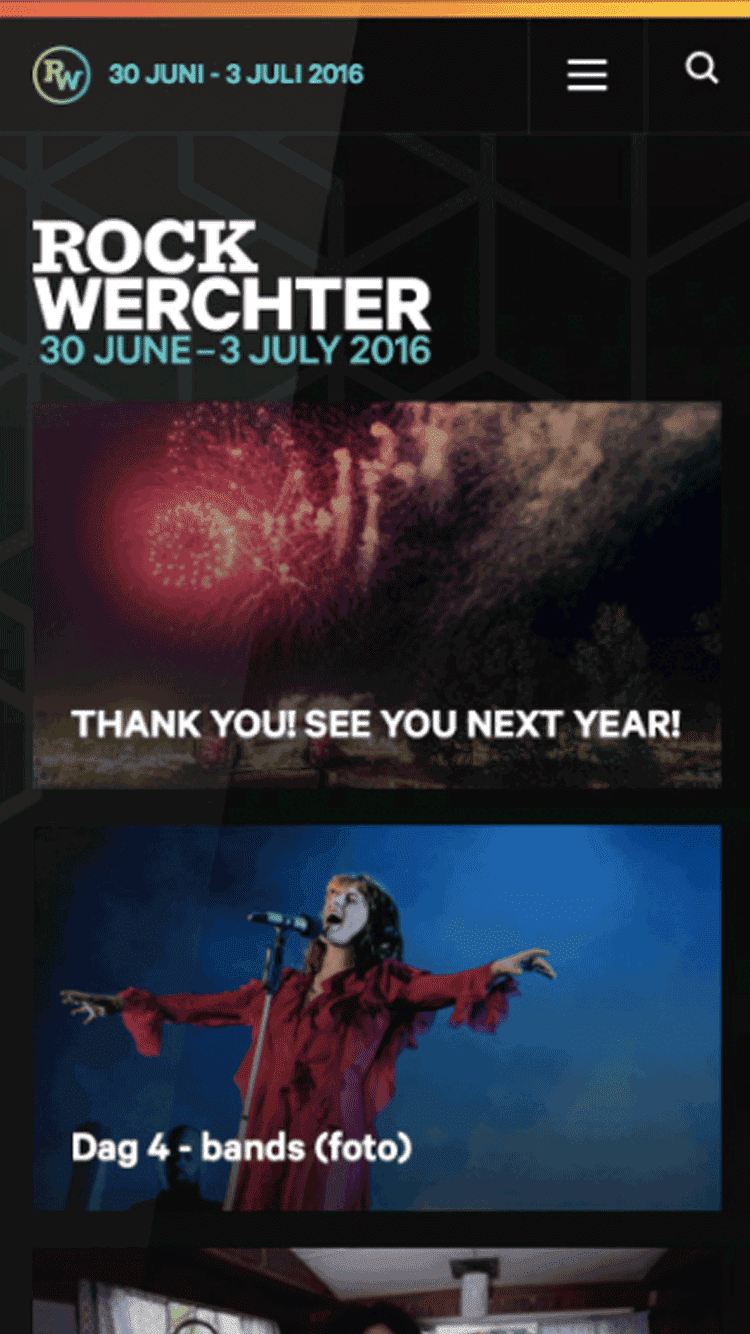 RW 30 JUNI - 3 JULI 2016
ROCK
WERCHTER
30 JUNE – 3 JULY 2016
THANK YOU! SEE YOU NEXT YEAR!
Dag 4 - bands (foto)